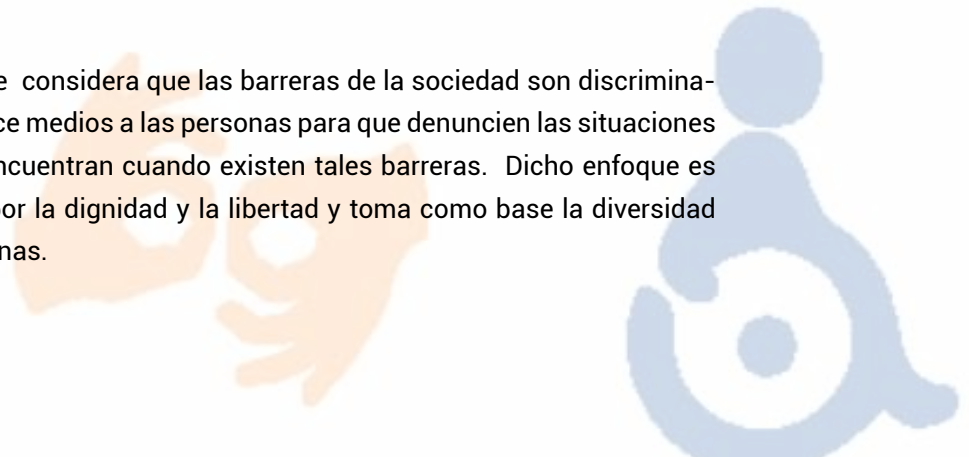 e considera que las barreras de la sociedad son discrimina-
ce medios a las personas para que denuncien las situaciones
ncuentran cuando existen tales barreras. Dicho enfoque es
por la dignidad y la libertad y toma como base la diversidad
nas.